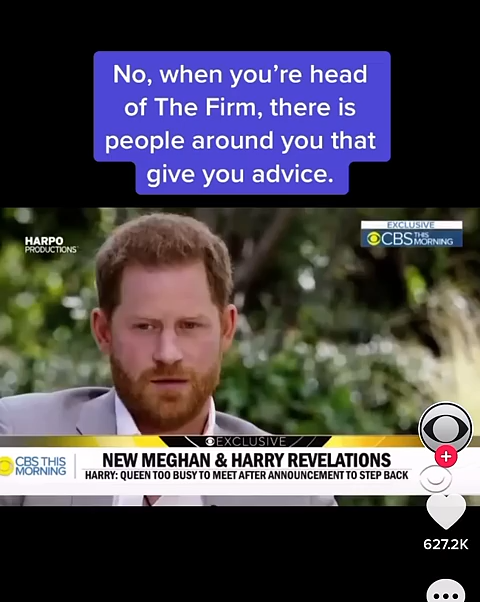 No, when you’re head
of The Firm, there is
people around you that
give you advice.
HARPO
PRODUCTIONS
EXCLUSIVE
CBS THIS
MORNING
EXCLUSIVE
CBS THIS
MORNING
NEW MEGHAN & HARRY REVELATIONS
HARRY: QUEEN TOO BUSY TO MEET AFTER ANNOUNCEMENT TO STEP BACK
627.2K